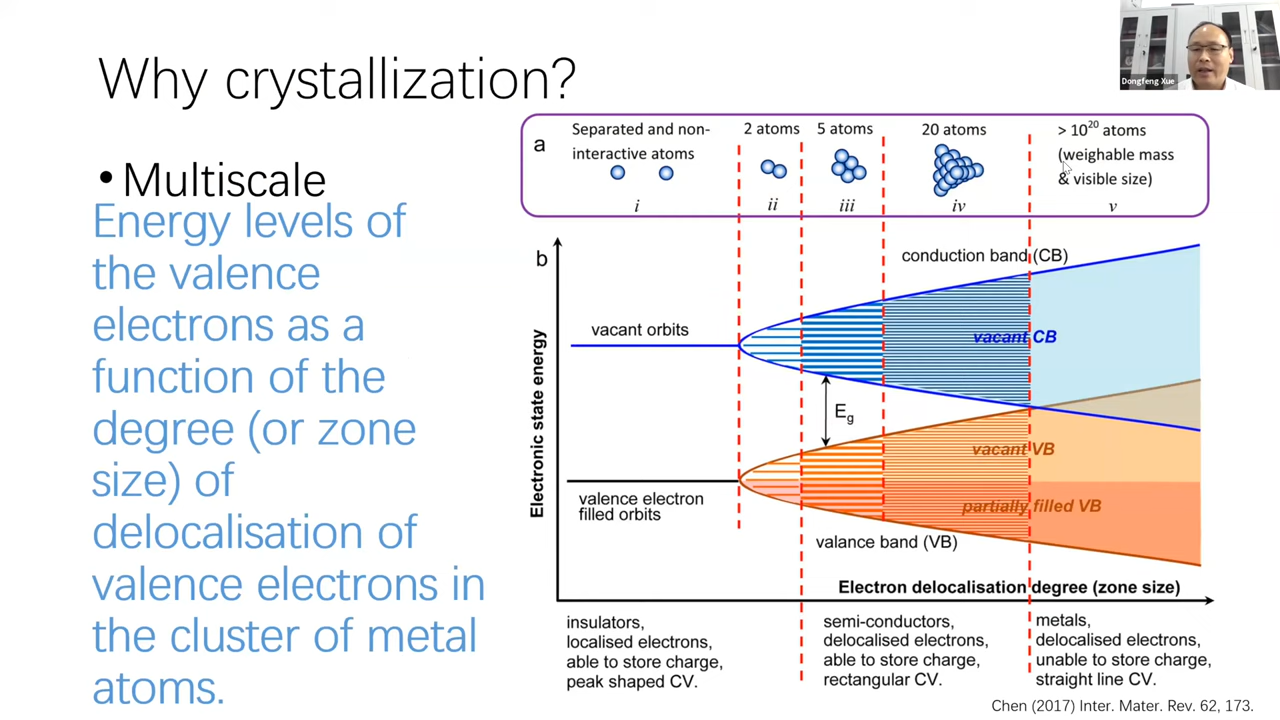 Why crystallization?
Dongfeng Xue
• Multiscale
Energy levels of
the valence
electrons as a
function of the
degree (or zone
size) of
delocalisation of
valence electrons in
the cluster of metal
atoms.
a
Separated and non-
interactive atoms
i
2 atoms
ii
5 atoms
iii
20 atoms
iv
> 10²⁰ atoms
(weighable mass
& visible size)
v
b
Electronic state energy
conduction band (CB)
vacant orbits
vacant CB
Eg
vacant VB
valence electron
filled orbits
partially filled VB
valance band (VB)
Electron delocalisation degree (zone size)
insulators,
localised electrons,
able to store charge,
peak shaped CV.
semi-conductors,
delocalised electrons,
able to store charge,
rectangular CV.
metals,
delocalised electrons,
unable to store charge,
straight line CV.
Chen (2017) Inter. Mater. Rev. 62, 173.